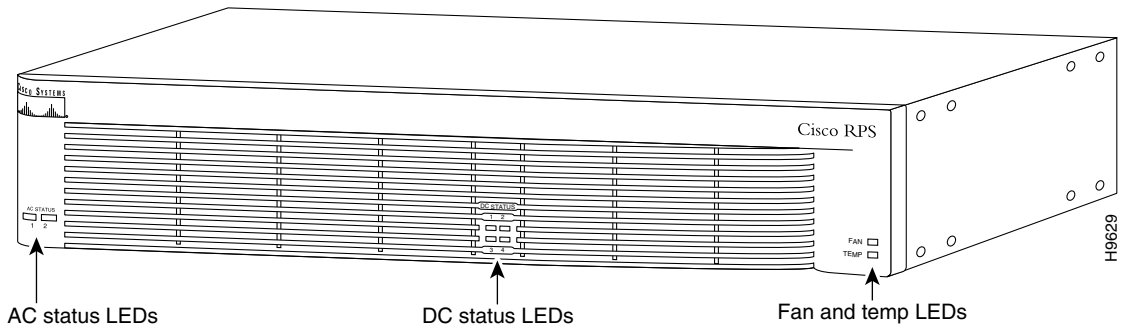 CISCO SYSTEMS
Cisco RPS
AC STATUS
1 2
DC STATUS
1 2
3 4
FAN
TEMP
H9629
AC status LEDs
DC status LEDs
Fan and temp LEDs